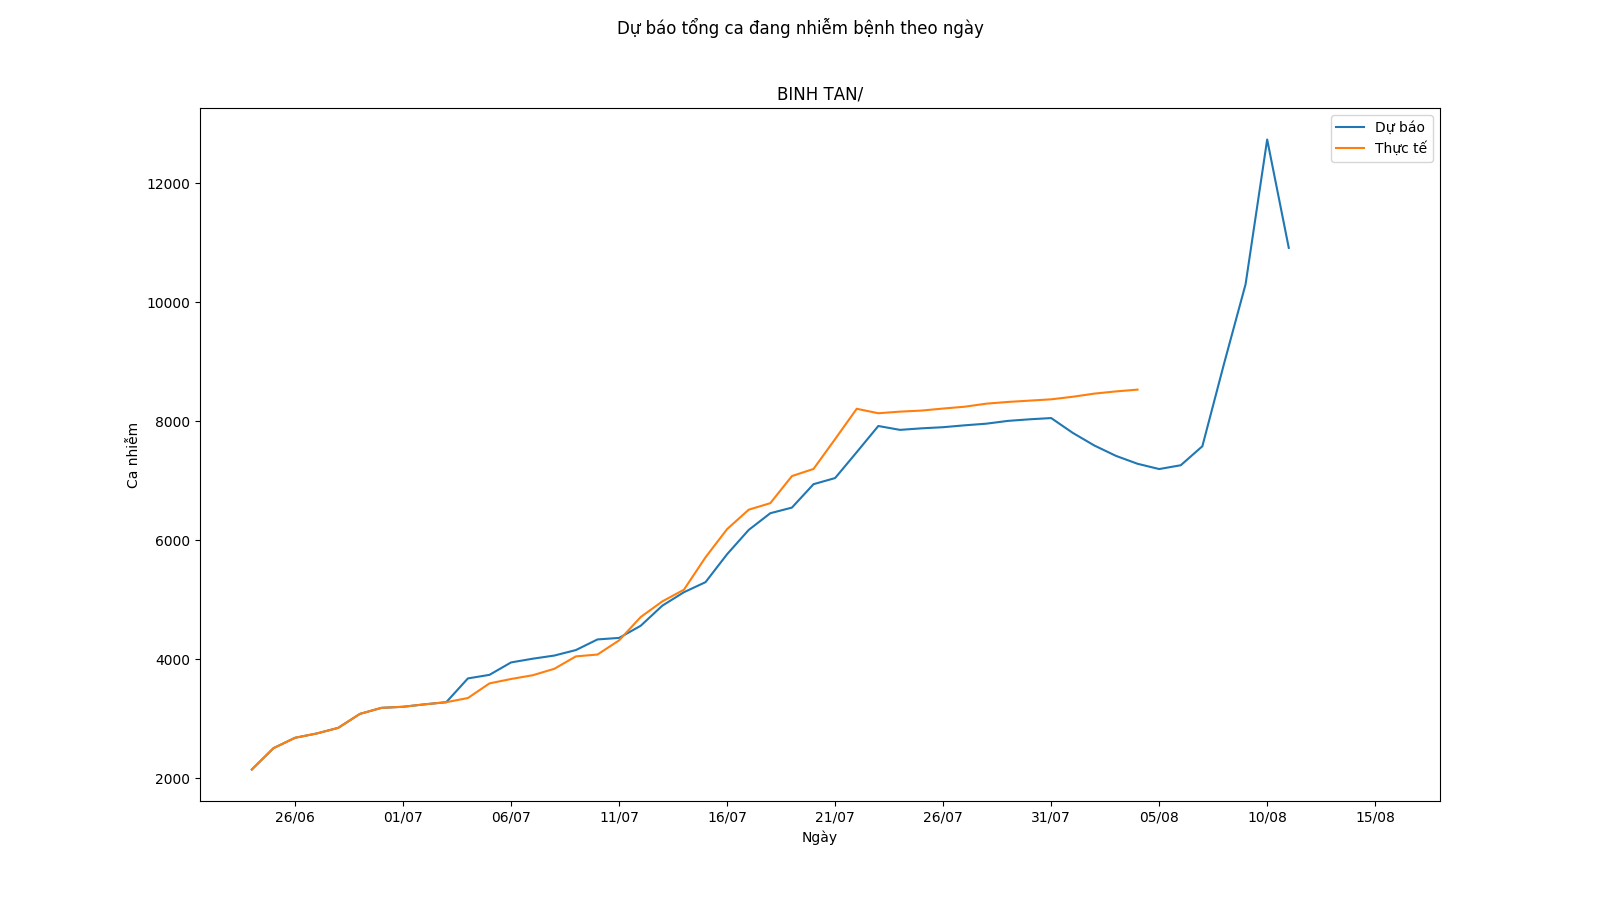 Dự báo tổng ca đang nhiễm bệnh theo ngày
BINH TAN/
Dự báo
Thực tế
12000
10000
8000
6000
4000
2000
Ca nhiễm
26/06 01/07 06/07 11/07 16/07 21/07 26/07 31/07 05/08 10/08 15/08
Ngày